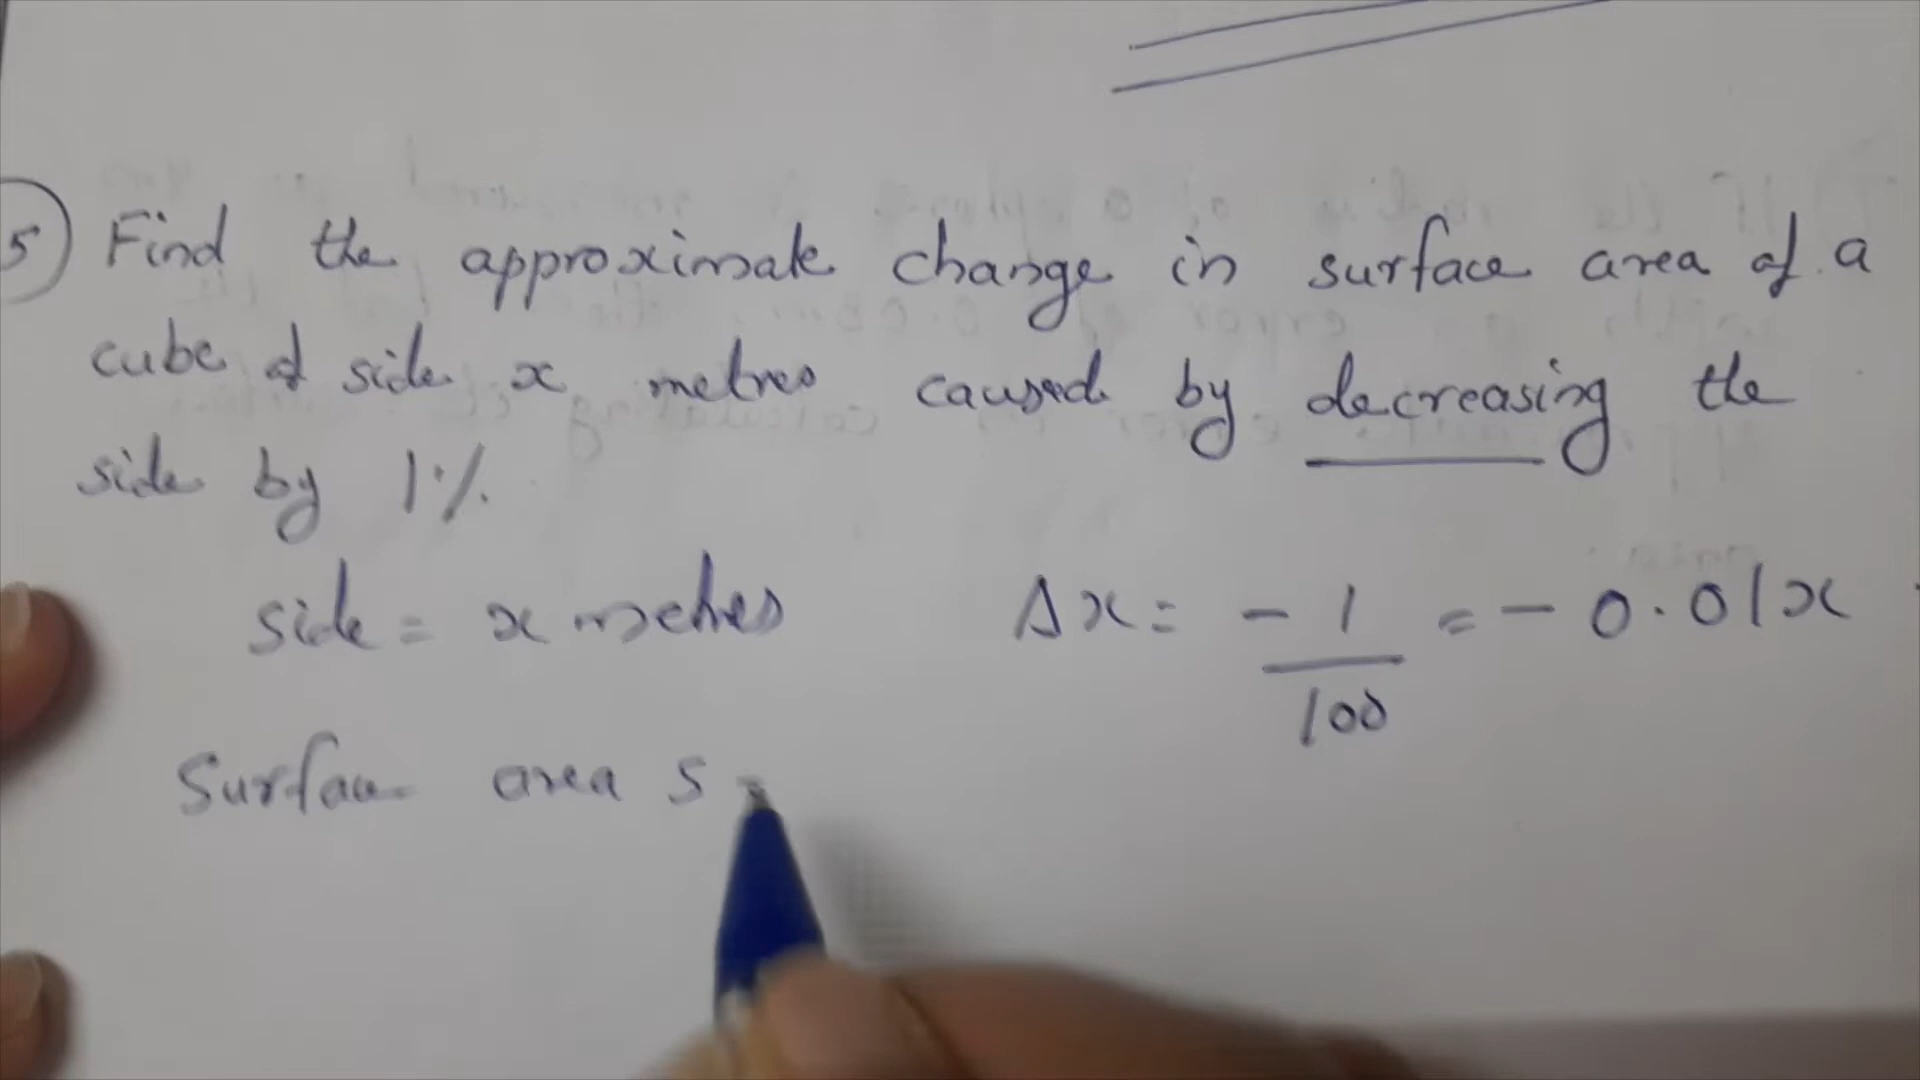 5) Find the approximate change in surface area of a
cube of side x metres caused by decreasing the
side by 1%
side = x metres Δx = -1/100 = -0.01x
Surface area S =